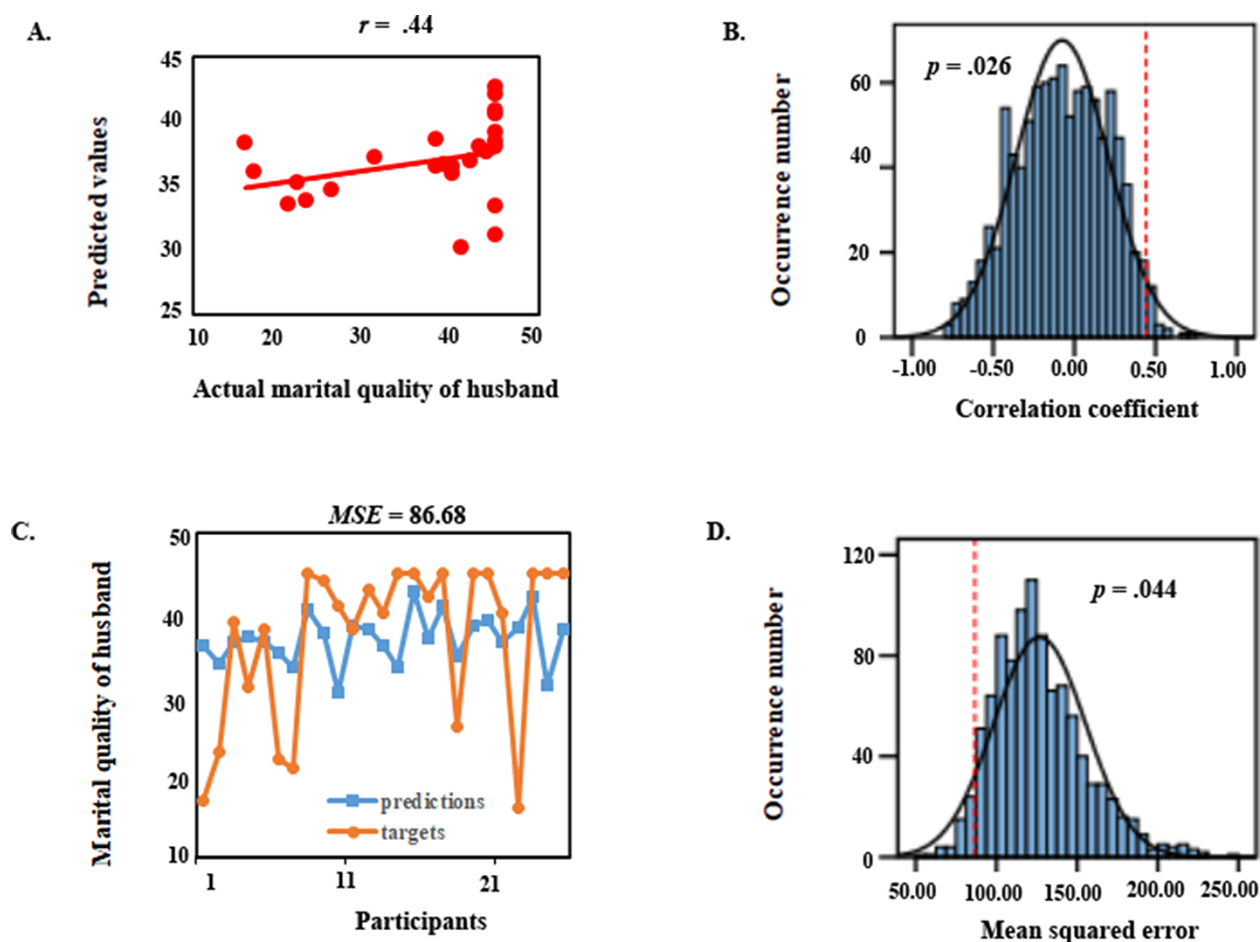 A.
r = .44
45
40
35
30
25
Predicted values
10 20 30 40 50
Actual marital quality of husband
B.
p = .026
60
40
20
0
Occurrence number
-1.00 -0.50 0.00 0.50 1.00
Correlation coefficient
C.
MSE = 86.68
50
40
30
20
10
Marital quality of husband
predictions
targets
1 11 21
Participants
D.
p = .044
120
80
40
0
Occurrence number
50.00 100.00 150.00 200.00 250.00
Mean squared error